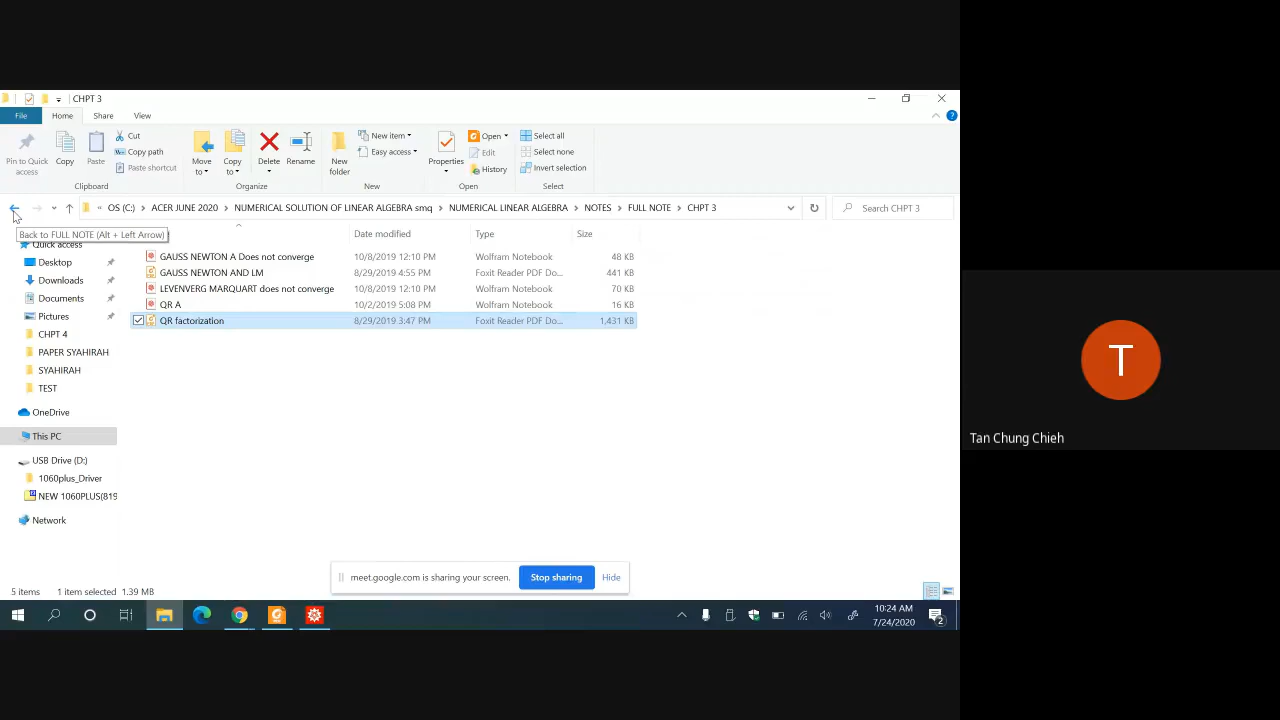 CHPT 3
File Home Share View
Pin to Quick access
Copy
Paste
Cut
Copy path
Paste shortcut
Clipboard
Move to
Copy to
Delete
Rename
Organize
New folder
New item
Easy access
New
Properties
Open
Edit
History
Open
Select all
Select none
Invert selection
Select
« OS (C:) > ACER JUNE 2020 > NUMERICAL SOLUTION OF LINEAR ALGEBRA smq > NUMERICAL LINEAR ALGEBRA > NOTES > FULL NOTE > CHPT 3
Search CHPT 3
Back to FULL NOTE (Alt + Left Arrow)
Date modified Type Size
Quick access
Desktop
Downloads
Documents
Pictures
CHPT 4
PAPER SYAHIRAH
SYAHIRAH
TEST
OneDrive
This PC
USB Drive (D:)
1060plus_Driver
NEW 1060PLUS(819
Network
GAUSS NEWTON A Does not converge 10/8/2019 12:10 PM Wolfram Notebook 48 KB
GAUSS NEWTON AND LM 8/29/2019 4:55 PM Foxit Reader PDF Do... 441 KB
LEVENVERG MARQUART does not converge 10/8/2019 12:10 PM Wolfram Notebook 70 KB
QR A 10/2/2019 5:08 PM Wolfram Notebook 16 KB
QR factorization 8/29/2019 3:47 PM Foxit Reader PDF Do... 1,431 KB
meet.google.com is sharing your screen. Stop sharing Hide
5 items 1 item selected 1.39 MB
10:24 AM
7/24/2020
2
T
Tan Chung Chieh